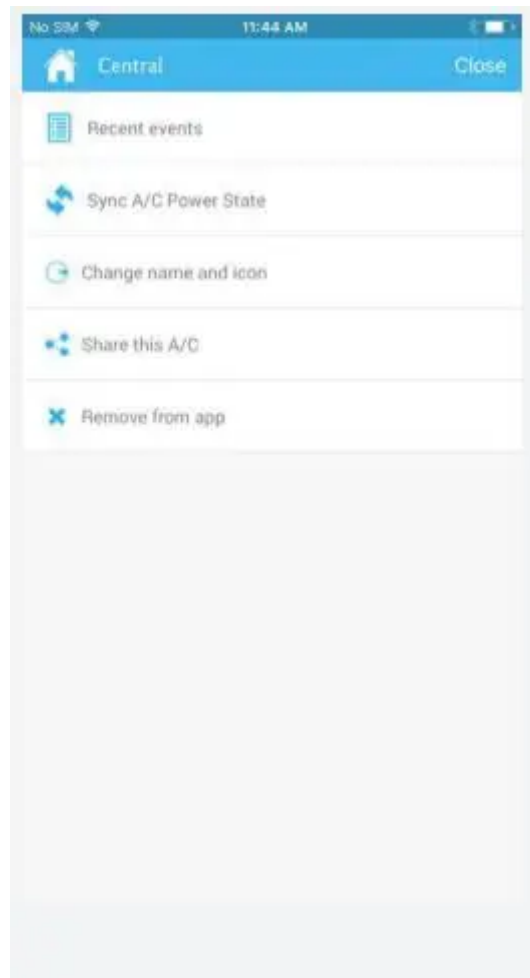 No SIM 11:44 AM
Central Close
Recent events
Sync A/C Power State
Change name and icon
Share this A/C
Remove from app